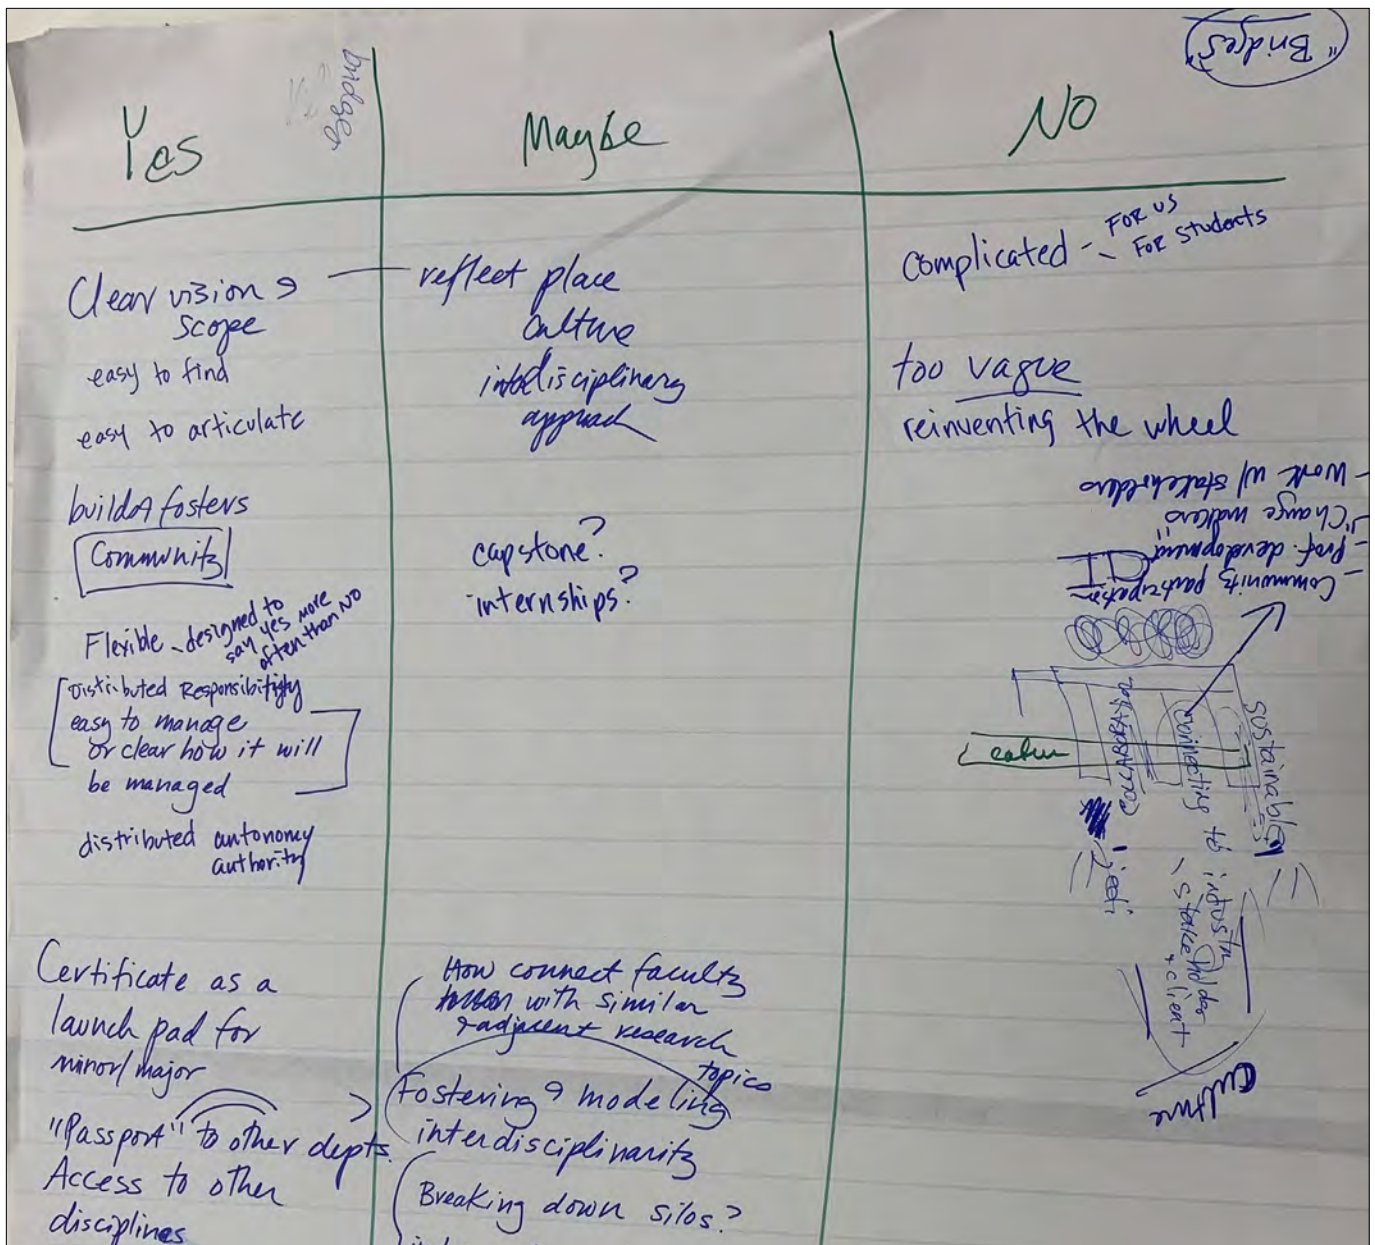 "Bridges"
bridges
Yes
Maybe
No
Clear vision &
scope
easy to find
easy to articulate
builds fosters
Community
Flexible - designed to
say yes more
often than NO
Distributed Responsibility
easy to manage
or clear how it will
be managed
distributed autonomy
authority
Certificate as a
launch pad for
minor/major
"Passport" to other depts.
Access to other
disciplines
reflect place
culture
interdisciplinary
approach
capstone?
internships?
How connect faculty
with similar
adjacent research
topics
Fostering & modeling
interdisciplinarity
Breaking down silos?
Complicated - FOR US
FOR Students
too vague
reinventing the wheel
- Community participation
- Prof. development
"Change makers"
- Work w/ stakeholders
Sustainability
Connecting to industry
stakeholder
+ client
COLLABORATION
Culture